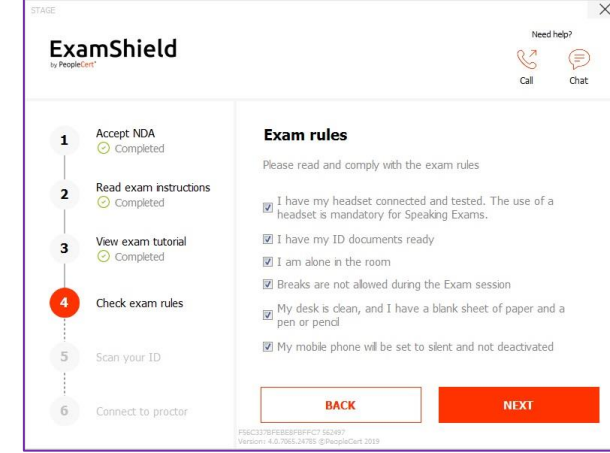 STAGE
Need help?
ExamShield
by PeopleCert
Call
Chat
1
Accept NDA
Completed
2
Read exam instructions
Completed
3
View exam tutorial
Completed
4
Check exam rules
5
Scan your ID
6
Connect to proctor
Exam rules
Please read and comply with the exam rules
I have my headset connected and tested. The use of a
headset is mandatory for Speaking Exams.
I have my ID documents ready
I am alone in the room
Breaks are not allowed during the Exam session
My desk is clean, and I have a blank sheet of paper and a
pen or pencil
My mobile phone will be set to silent and not deactivated
BACK
NEXT
Version: 4.0.7065.24785 ©PeopleCert 2019